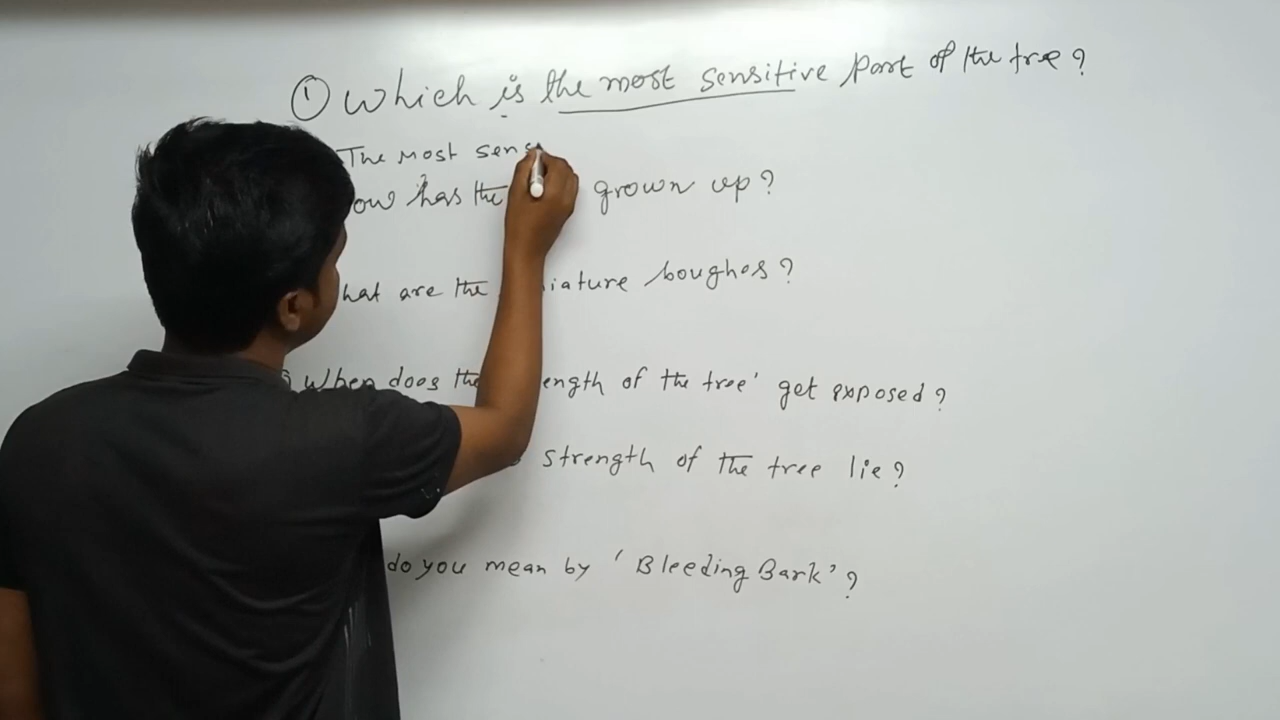 ① Which is the most sensitive part of the tree?
The most sens
ow has the grown up?
hat are the iature boughos?
When does the ength of the tree' get exposed?
strength of the tree lie?
do you mean by 'Bleeding Bark'?